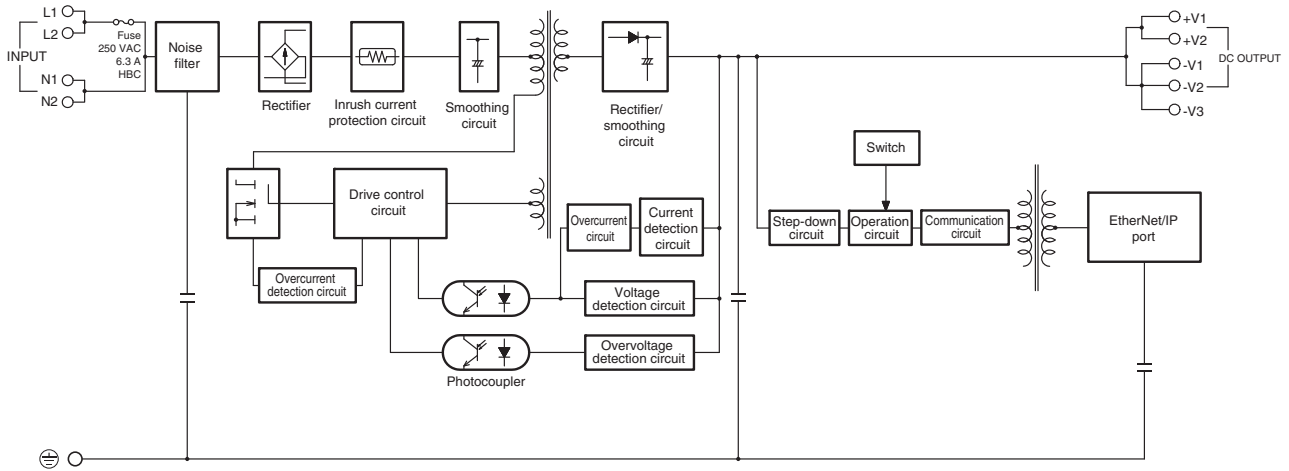 L1
L2
INPUT
N1
N2
Fuse
250 VAC
6.3 A
HBC
Noise
filter
Rectifier
Inrush current
protection circuit
Smoothing
circuit
Rectifier/
smoothing
circuit
+V1
+V2
-V1
-V2
-V3
DC OUTPUT
Drive control
circuit
Overcurrent
detection circuit
Overcurrent
circuit
Current
detection
circuit
Voltage
detection circuit
Overvoltage
detection circuit
Photocoupler
Switch
Step-down
circuit
Operation
circuit
Communication
circuit
EtherNet/IP
port